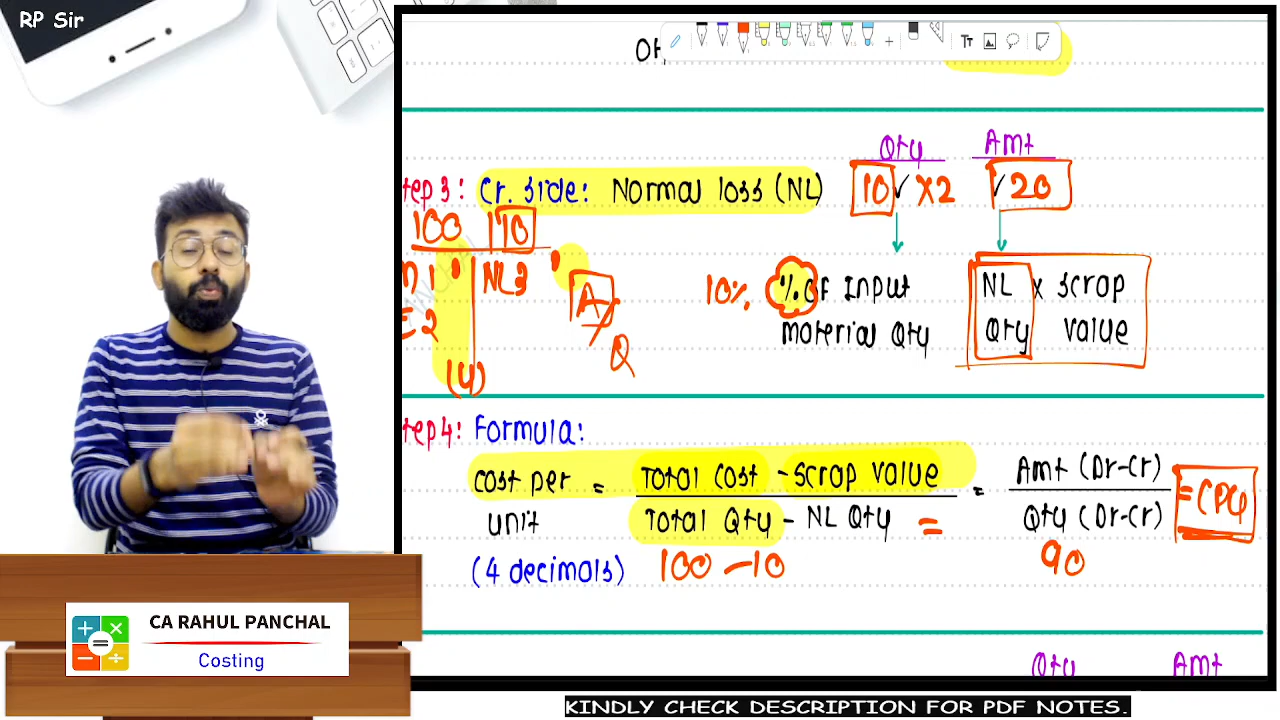 RP Sir
Qty Amt
tep 3: Cr. Side: Normal loss (NL) 10 ✓ x2 ✓ 20
100 10
NL
10% % of Input NL x Scrap
material Qty Qty value
A/Q
(4)
tep 4: Formula:
Cost per = Total Cost - Scrap value = Amt (Dr-Cr) = CPU
unit Total Qty - NL Qty = Qty (Dr-Cr)
(4 decimals) 100 - 10 90
Qty Amt
CA RAHUL PANCHAL
Costing
KINDLY CHECK DESCRIPTION FOR PDF NOTES.